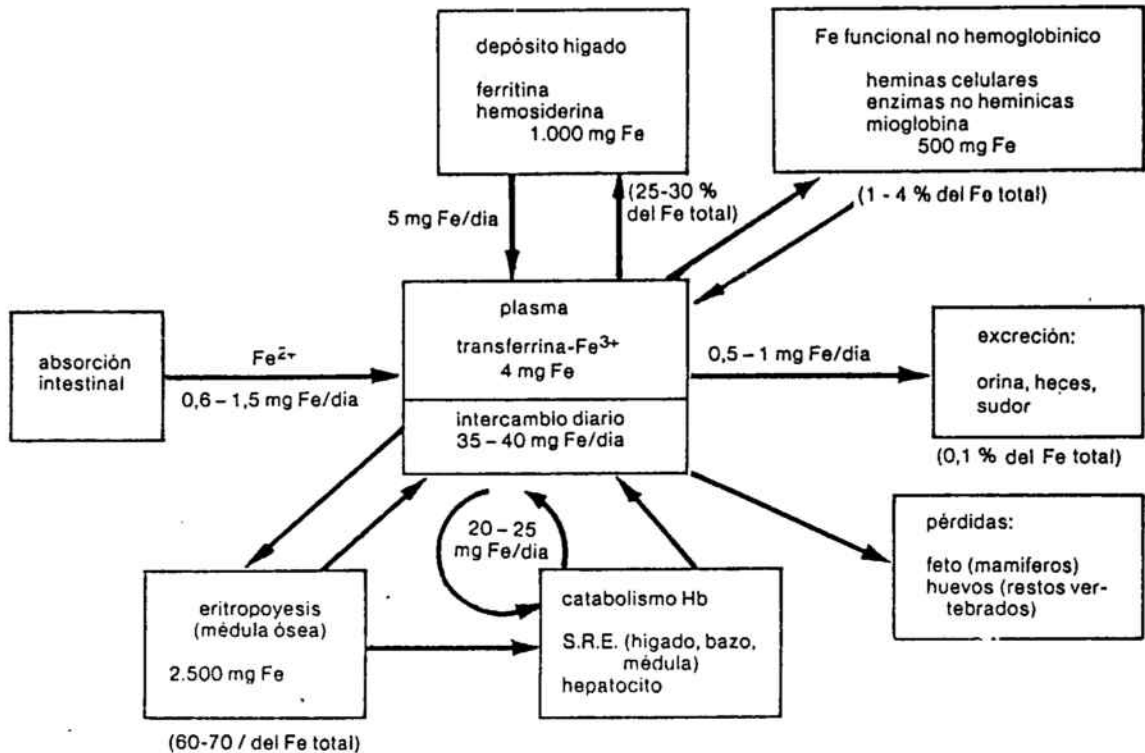 depósito higado
ferritina
hemosiderina
1.000 mg Fe
Fe funcional no hemoglobinico
heminas celulares
enzimas no heminicas
mioglobina
500 mg Fe
5 mg Fe/dia
(25-30 %
del Fe total)
(1 - 4 % del Fe total)
absorción
intestinal
Fe2+
0,6 – 1,5 mg Fe/dia
plasma
transferrina-Fe3+
4 mg Fe
intercambio diario
35 – 40 mg Fe/dia
0,5 – 1 mg Fe/dia
excreción:
orina, heces,
sudor
(0,1 % del Fe total)
20 – 25
mg Fe/dia
pérdidas:
feto (mamiferos)
huevos (restos ver-
tebrados)
eritropoyesis
(médula ósea)
2.500 mg Fe
(60-70 / del Fe total)
catabolismo Hb
S.R.E. (higado, bazo,
médula)
hepatocito